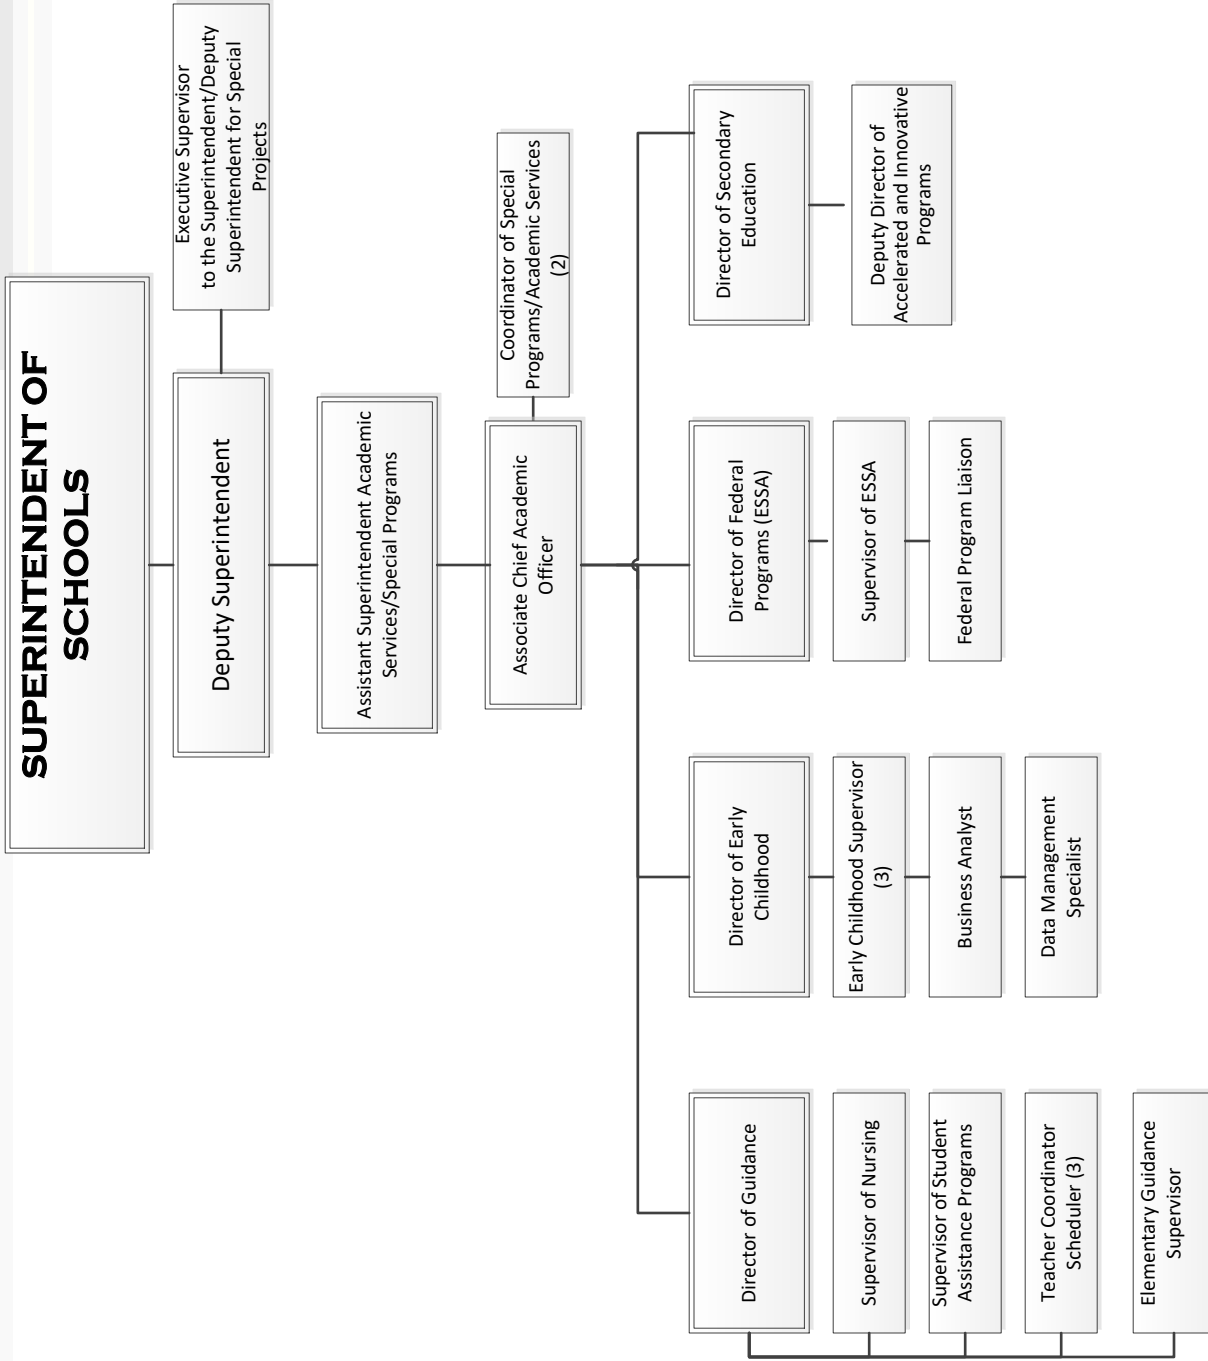 SUPERINTENDENT OF
SCHOOLS
Deputy Superintendent
Executive Supervisor
to the Superintendent/Deputy
Superintendent for Special
Projects
Assistant Superintendent Academic
Services/Special Programs
Associate Chief Academic
Officer
Coordinator of Special
Programs/Academic Services
(2)
Director of Guidance
Supervisor of Nursing
Supervisor of Student
Assistance Programs
Teacher Coordinator
Scheduler (3)
Elementary Guidance
Supervisor
Director of Early
Childhood
Early Childhood Supervisor
(3)
Business Analyst
Data Management
Specialist
Director of Federal
Programs (ESSA)
Supervisor of ESSA
Federal Program Liaison
Director of Secondary
Education
Deputy Director of
Accelerated and Innovative
Programs